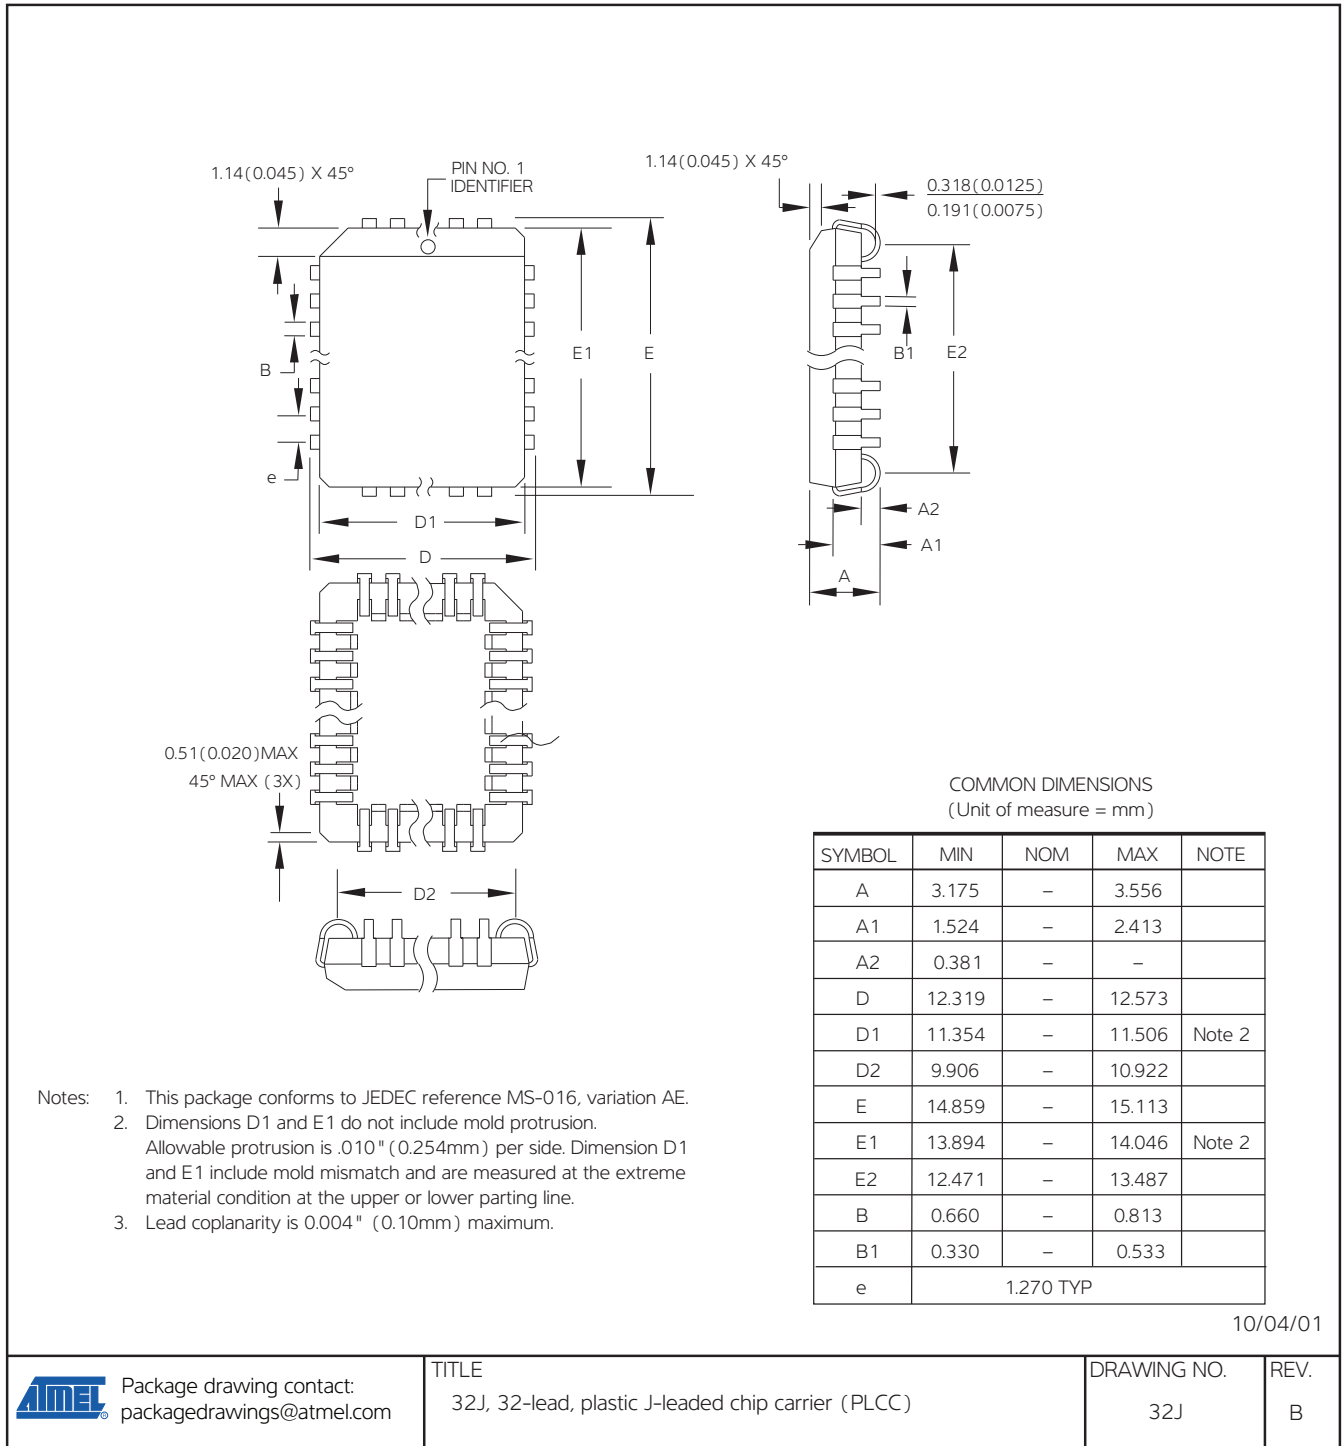 1.14(0.045) X 45°
PIN NO. 1
IDENTIFIER
1.14(0.045) X 45°
0.318(0.0125)
0.191(0.0075)
B
e
E1
E
B1
E2
D1
D
A2
A1
A
0.51(0.020)MAX
45° MAX (3X)
D2
COMMON DIMENSIONS
(Unit of measure = mm)
SYMBOL MIN NOM MAX NOTE
A 3.175 – 3.556
A1 1.524 – 2.413
A2 0.381 – –
D 12.319 – 12.573
D1 11.354 – 11.506 Note 2
D2 9.906 – 10.922
E 14.859 – 15.113
E1 13.894 – 14.046 Note 2
E2 12.471 – 13.487
B 0.660 – 0.813
B1 0.330 – 0.533
e 1.270 TYP
Notes: 1. This package conforms to JEDEC reference MS-016, variation AE.
2. Dimensions D1 and E1 do not include mold protrusion.
Allowable protrusion is .010"(0.254mm) per side. Dimension D1
and E1 include mold mismatch and are measured at the extreme
material condition at the upper or lower parting line.
3. Lead coplanarity is 0.004" (0.10mm) maximum.
10/04/01
ATMEL ®
Package drawing contact:
packagedrawings@atmel.com
TITLE
32J, 32-lead, plastic J-leaded chip carrier (PLCC)
DRAWING NO.
32J
REV.
B